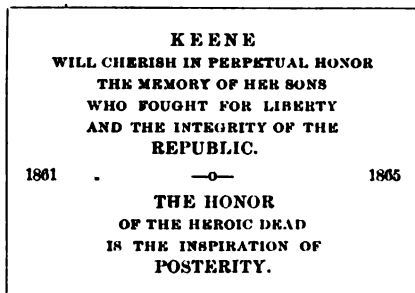 KEENE
WILL CHERISH IN PERPETUAL HONOR
THE MEMORY OF HER SONS
WHO FOUGHT FOR LIBERTY
AND THE INTEGRITY OF THE
REPUBLIC.
1861 —o— 1865
THE HONOR
OF THE HEROIC DEAD
IS THE INSPIRATION OF
POSTERITY.